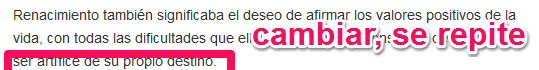 Renacimiento también significaba el deseo de afirmar los valores positivos de la
vida, con todas las dificultades que
cambiar, se repite
ser artífice de su propio destino.